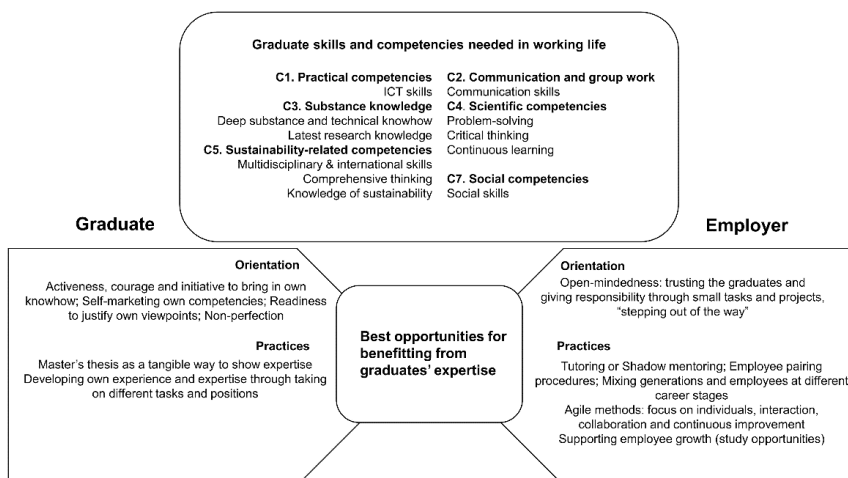 Graduate skills and competencies needed in working life
C1. Practical competencies
ICT skills
C3. Substance knowledge
Deep substance and technical knowhow
Latest research knowledge
C5. Sustainability-related competencies
Multidisciplinary & international skills
Comprehensive thinking
Knowledge of sustainability
C2. Communication and group work
Communication skills
C4. Scientific competencies
Problem-solving
Critical thinking
Continuous learning
C7. Social competencies
Social skills
Graduate
Orientation
Activeness, courage and initiative to bring in own
knowhow; Self-marketing own competencies; Readiness
to justify own viewpoints; Non-perfection
Practices
Master's thesis as a tangible way to show expertise
Developing own experience and expertise through taking
on different tasks and positions
Best opportunities for
benefitting from
graduates' expertise
Employer
Orientation
Open-mindedness: trusting the graduates and
giving responsibility through small tasks and projects,
“stepping out of the way”
Practices
Tutoring or Shadow mentoring; Employee pairing
procedures; Mixing generations and employees at different
career stages
Agile methods: focus on individuals, interaction,
collaboration and continuous improvement
Supporting employee growth (study opportunities)